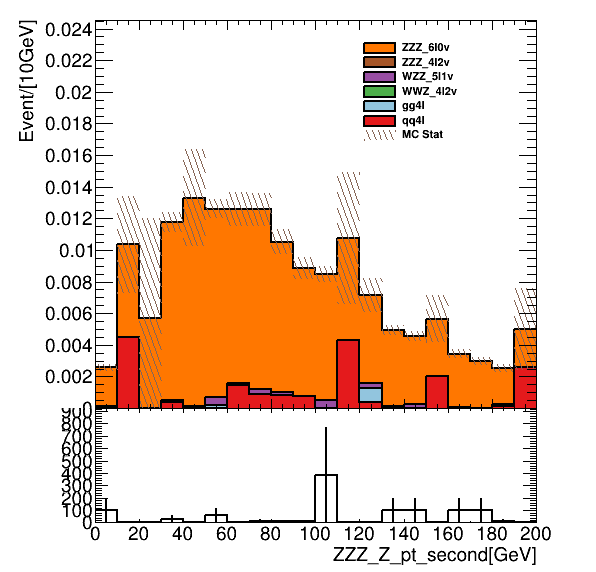 Event/[10GeV]
0.024
0.022
0.02
0.018
0.016
0.014
0.012
0.01
0.008
0.006
0.004
0.002
0
ZZZ_6l0v
ZZZ_4l2v
WZZ_5l1v
WWZ_4l2v
gg4l
qq4l
MC Stat
900
800
700
600
500
400
300
200
100
0
0 20 40 60 80 100 120 140 160 180 200
ZZZ_Z_pt_second[GeV]